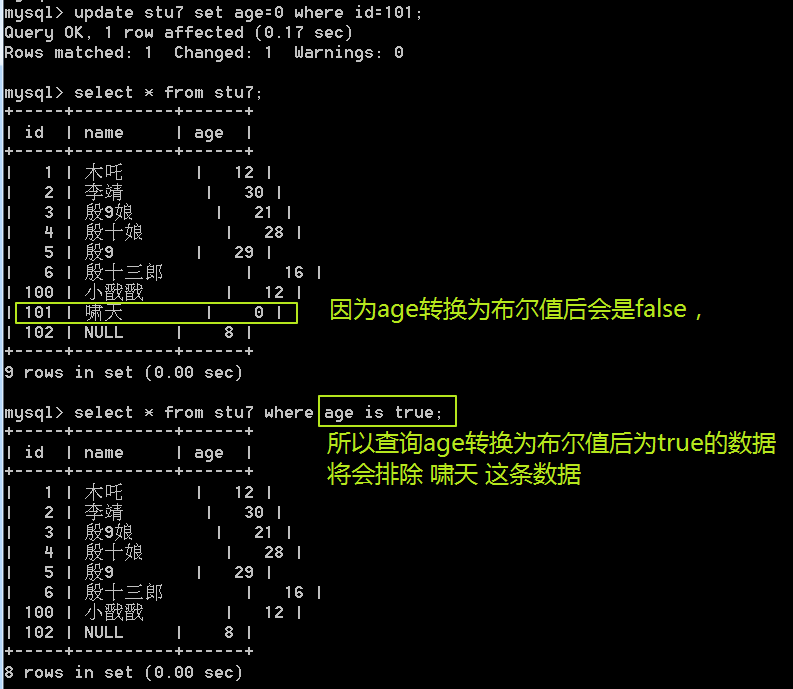 mysql> update stu7 set age=0 where id=101;
Query OK, 1 row affected (0.17 sec)
Rows matched: 1  Changed: 1  Warnings: 0
mysql> select * from stu7;
+-----+----------+------+
| id  | name     | age  |
+-----+----------+------+
|   1 | 木吒       |   12 |
|   2 | 李靖        |   30 |
|   3 | 殷9娘        |   21 |
|   4 | 殷十娘        |   28 |
|   5 | 殷9       |   29 |
|   6 | 殷十三郎        |   16 |
| 100 | 小戬戬        |   12 |
| 101 | 啸天        |    0 | 因为age转换为布尔值后会是false，
| 102 | NULL     |    8 |
+-----+----------+------+
9 rows in set (0.00 sec)
mysql> select * from stu7 where age is true;
+-----+----------+------+
| id  | name     | age  | 所以查询age转换为布尔值后为true的数据
+-----+----------+------+ 将会排除 啸天 这条数据
|   1 | 木吒       |   12 |
|   2 | 李靖        |   30 |
|   3 | 殷9娘        |   21 |
|   4 | 殷十娘        |   28 |
|   5 | 殷9       |   29 |
|   6 | 殷十三郎        |   16 |
| 100 | 小戬戬        |   12 |
| 102 | NULL     |    8 |
+-----+----------+------+
8 rows in set (0.00 sec)